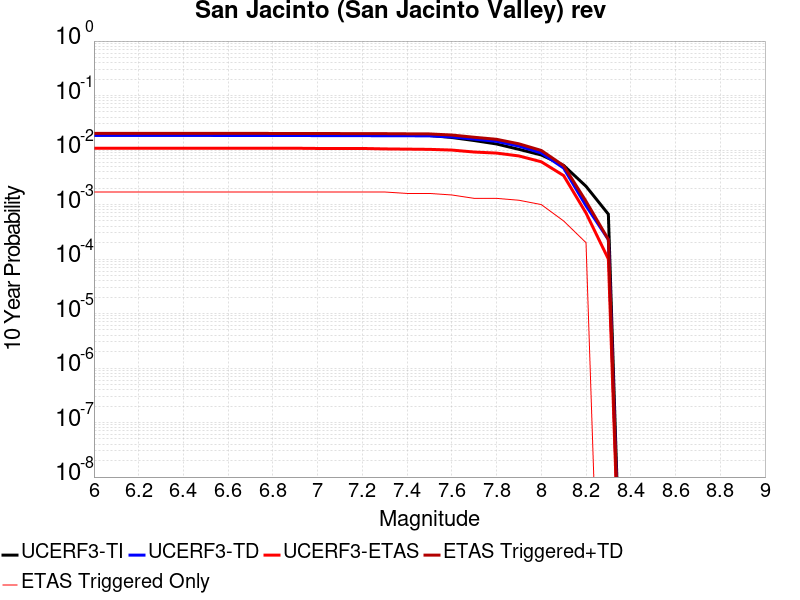 San Jacinto (San Jacinto Valley) rev
10 0
10 -1
10 -2
10 -3
10 -4
10 -5
10 -6
10 -7
10 -8
10 Year Probability
6 6.2 6.4 6.6 6.8 7 7.2 7.4 7.6 7.8 8 8.2 8.4 8.6 8.8 9
Magnitude
UCERF3-TI UCERF3-TD UCERF3-ETAS ETAS Triggered+TD
ETAS Triggered Only